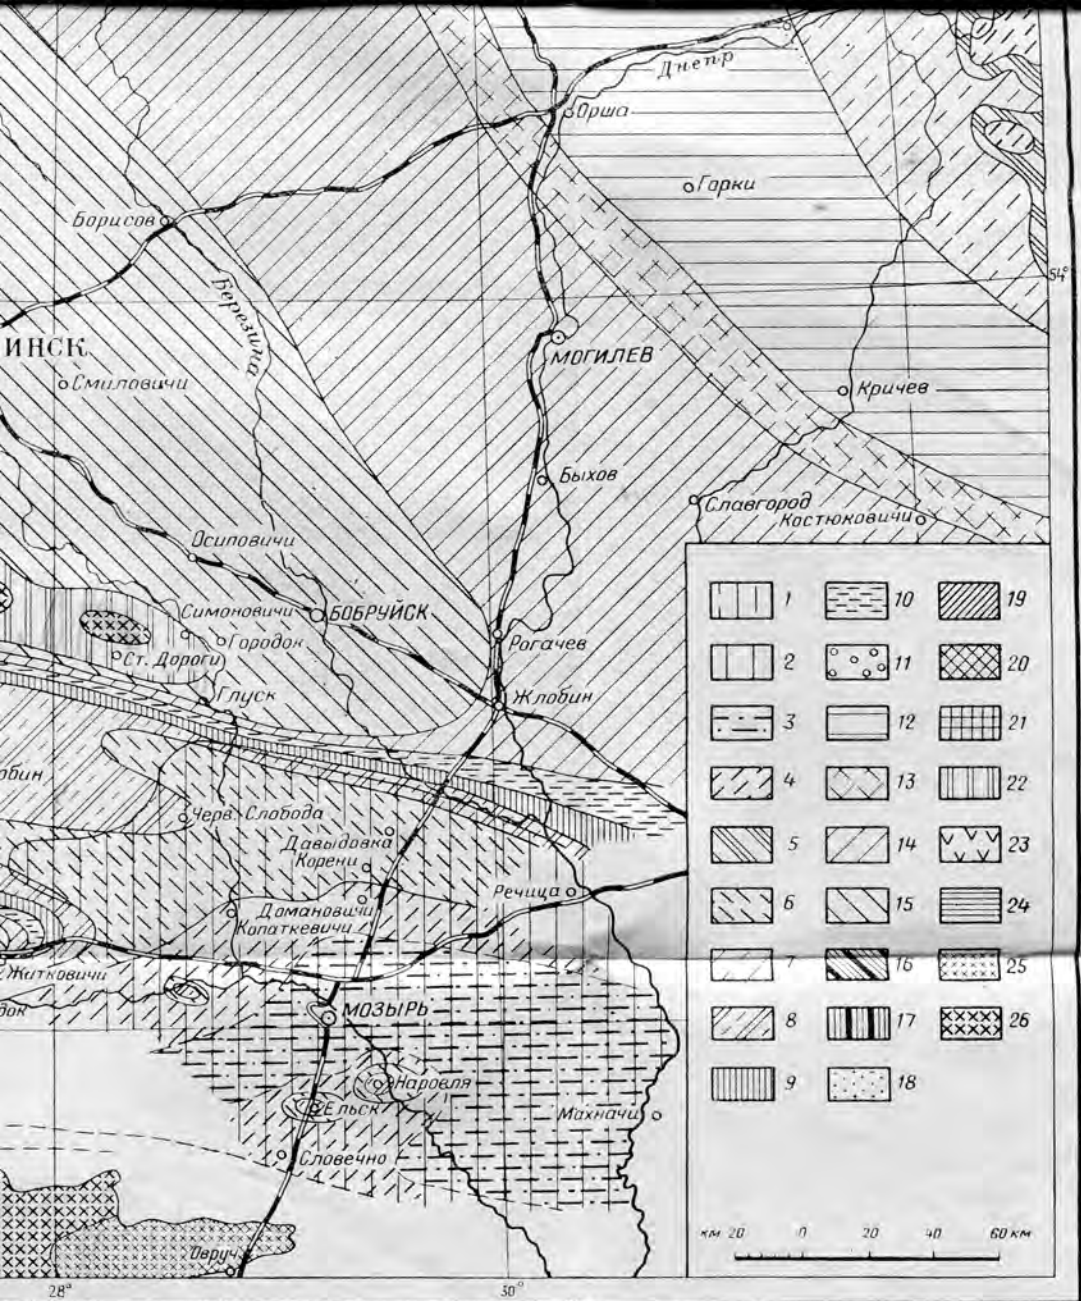 Днепр
Орша
Горки
Борисов
54°
Березина
ИНСК
МОГИЛЕВ
Смиловичи
Кричев
Быхов
Славгород
Костюковичи
Осиповичи
Симоновичи
БОБРУЙСК
Городок
Рогачев
Ст. Дороги
Глуск
Жлобин
обин
Черв. Слобода
Давыдовка
Корени
Речица
Домановичи
Копаткевичи
Житковичи
док
МОЗЫРЬ
Наровля
Ельск
Махначи
Словечно
Овруч
28°
30°
1 10 19
2 11 20
3 12 21
4 13 22
5 14 23
6 15 24
7 16 25
8 17 26
9 18
км 20 0 20 40 60 км